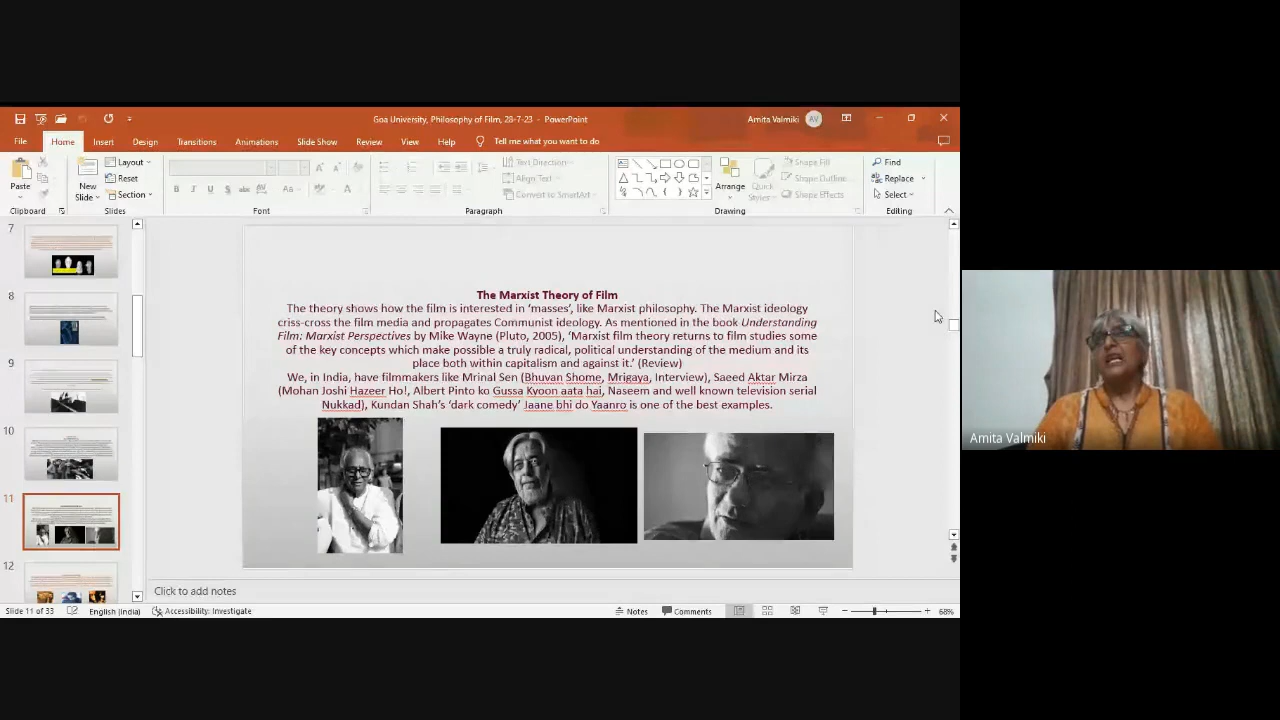 Goa University, Philosophy of Film, 28-7-23 - PowerPoint
Amita Valmiki AV
File Home Insert Design Transitions Animations Slide Show Review View Help Tell me what you want to do
Paste
Clipboard
New Slide
Layout
Reset
Section
Slides
B I U S abc AV Aa A
Font
Text Direction
Align Text
Convert to SmartArt
Paragraph
Arrange
Quick Styles
Shape Fill
Shape Outline
Shape Effects
Drawing
Find
Replace
Select
Editing
7
8
9
10
11
12
The Marxist Theory of Film
The theory shows how the film is interested in ‘masses’, like Marxist philosophy. The Marxist ideology
criss-cross the film media and propagates Communist ideology. As mentioned in the book Understanding
Film: Marxist Perspectives by Mike Wayne (Pluto, 2005), ‘Marxist film theory returns to film studies some
of the key concepts which make possible a truly radical, political understanding of the medium and its
place both within capitalism and against it.’ (Review)
We, in India, have filmmakers like Mrinal Sen (Bhuvan Shome, Mrigaya, Interview), Saeed Aktar Mirza
(Mohan Joshi Hazeer Ho!, Albert Pinto ko Gussa Kyoon aata hai, Naseem and well known television serial
Nukkad), Kundan Shah’s ‘dark comedy’ Jaane bhi do Yaanro is one of the best examples.
Click to add notes
Slide 11 of 33 English (India) Accessibility: Investigate Notes Comments 68%
Amita Valmiki